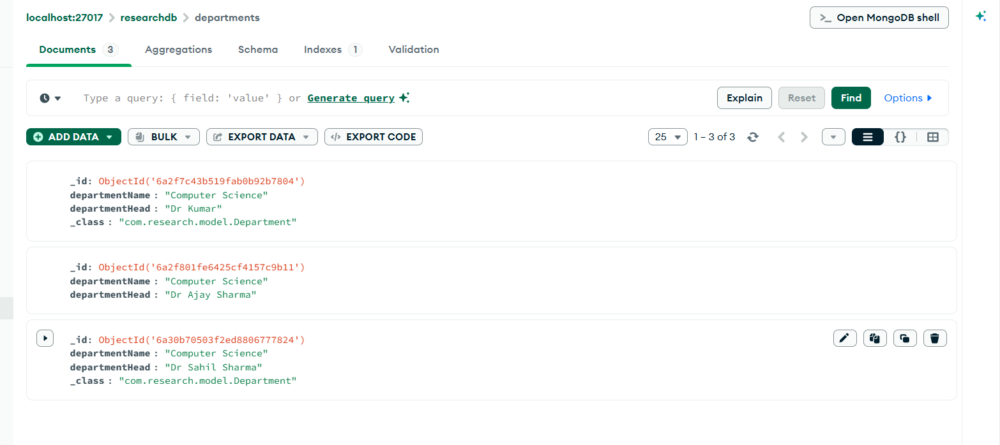 localhost:27017 > researchdb > departments
>_ Open MongoDB shell
Documents 3 Aggregations Schema Indexes 1 Validation
Type a query: { field: 'value' } or Generate query
Explain Reset Find Options
ADD DATA BULK EXPORT DATA </> EXPORT CODE
25 1 – 3 of 3 {}
_id: ObjectId('6a2f7c43b519fab0b92b7804')
departmentName : "Computer Science"
departmentHead : "Dr Kumar"
_class : "com.research.model.Department"
_id: ObjectId('6a2f801fe6425cf4157c9b11')
departmentName : "Computer Science"
departmentHead : "Dr Ajay Sharma"
_id: ObjectId('6a30b70503f2ed8806777824')
departmentName : "Computer Science"
departmentHead : "Dr Sahil Sharma"
_class : "com.research.model.Department"